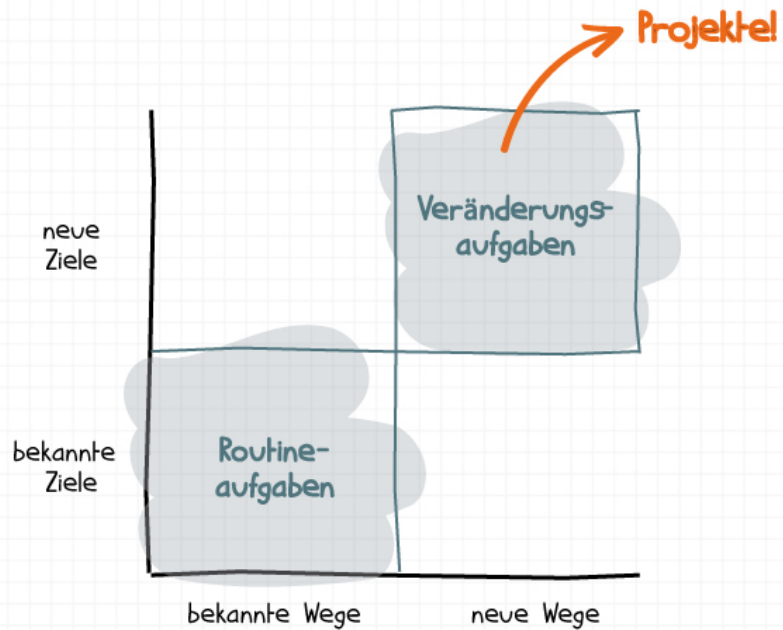 Projekte!
Veränderungs-
aufgaben
neue
Ziele
bekannte
Ziele
Routine-
aufgaben
bekannte Wege
neue Wege